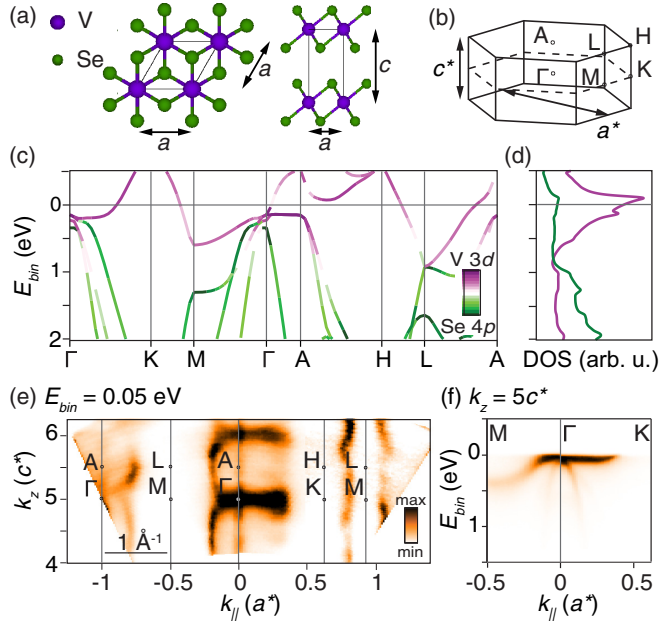 (a)
V
Se
a
a
c
a
(b)
A
L
H
Γ
M
K
c*
a*
(c)
0
1
2
E_bin (eV)
V 3d
Se 4p
Γ K M Γ A H L A
(d)
DOS (arb. u.)
(e) E_bin = 0.05 eV
6
5
4
k_z (c*)
A L A H L
Γ M Γ K M
1 Å⁻¹
max
min
-1 -0.5 0 0.5 1
k_// (a*)
(f) k_z = 5c*
M Γ K
0
1
E_bin (eV)
-0.5 0 0.5
k_// (a*)